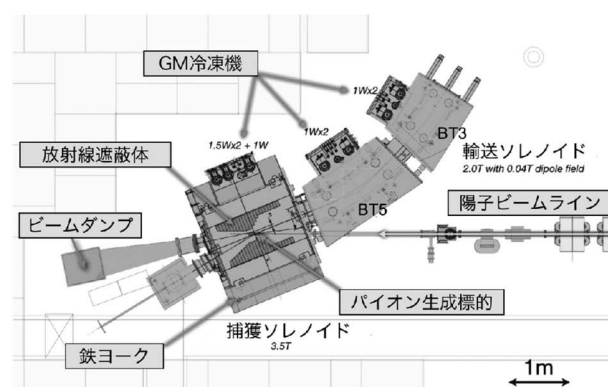 GM冷凍機
1Wx2
1Wx2
1.5Wx2 + 1W
BT3
放射線遮蔽体
輸送ソレノイド
2.0T with 0.04T dipole field
BT5
陽子ビームライン
ビームダンプ
パイオン生成標的
捕獲ソレノイド
3.5T
鉄ヨーク
1m